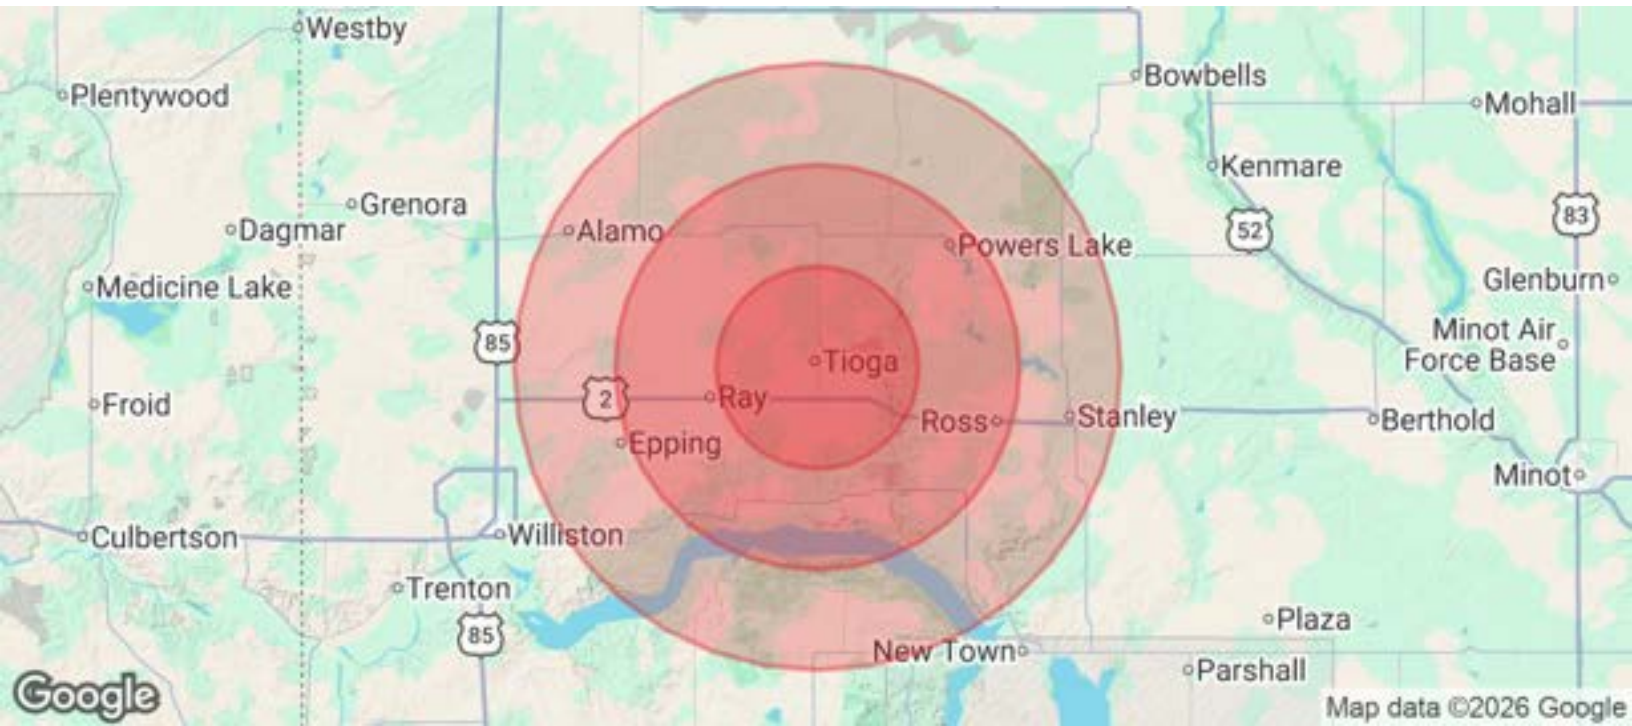 Westby
Bowbells
Plentywood
Mohall
Kenmare
Grenora
83
Dagmar
Alamo
52
Powers Lake
Medicine Lake
Glenburn
85
Minot Air
Force Base
Tioga
2
Ray
Froid
Ross
Stanley
Berthold
Epping
Minot
Culbertson
Williston
Trenton
85
Plaza
New Town
Parshall
Google
Map data ©2026 Google